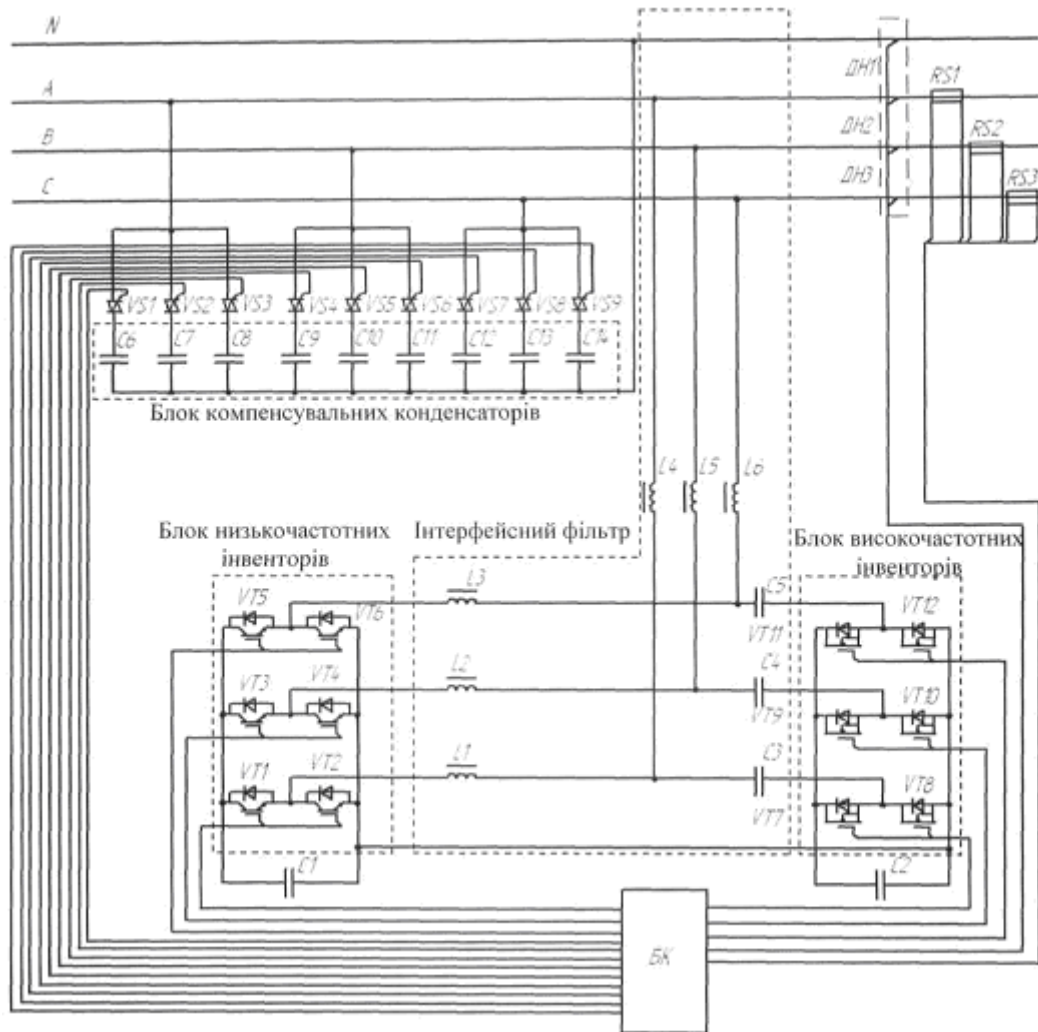 N
A
B
C
ДН1
ДН2
ДН3
RS1
RS2
RS3
VS1 VS2 VS3 VS4 VS5 VS6 VS7 VS8 VS9
C6 C7 C8 C9 C10 C11 C12 C13 C14
Блок компенсувальних конденсаторів
L4 L5 L6
Блок низькочастотних
інвенторів
Інтерфейсний фільтр
Блок високочастотних
інвенторів
VT5
VT6
L3
C5
VT12
VT11
VT3
VT4
L2
C4
VT10
VT9
VT1
VT2
L1
C3
VT8
VT7
C1
C2
БК